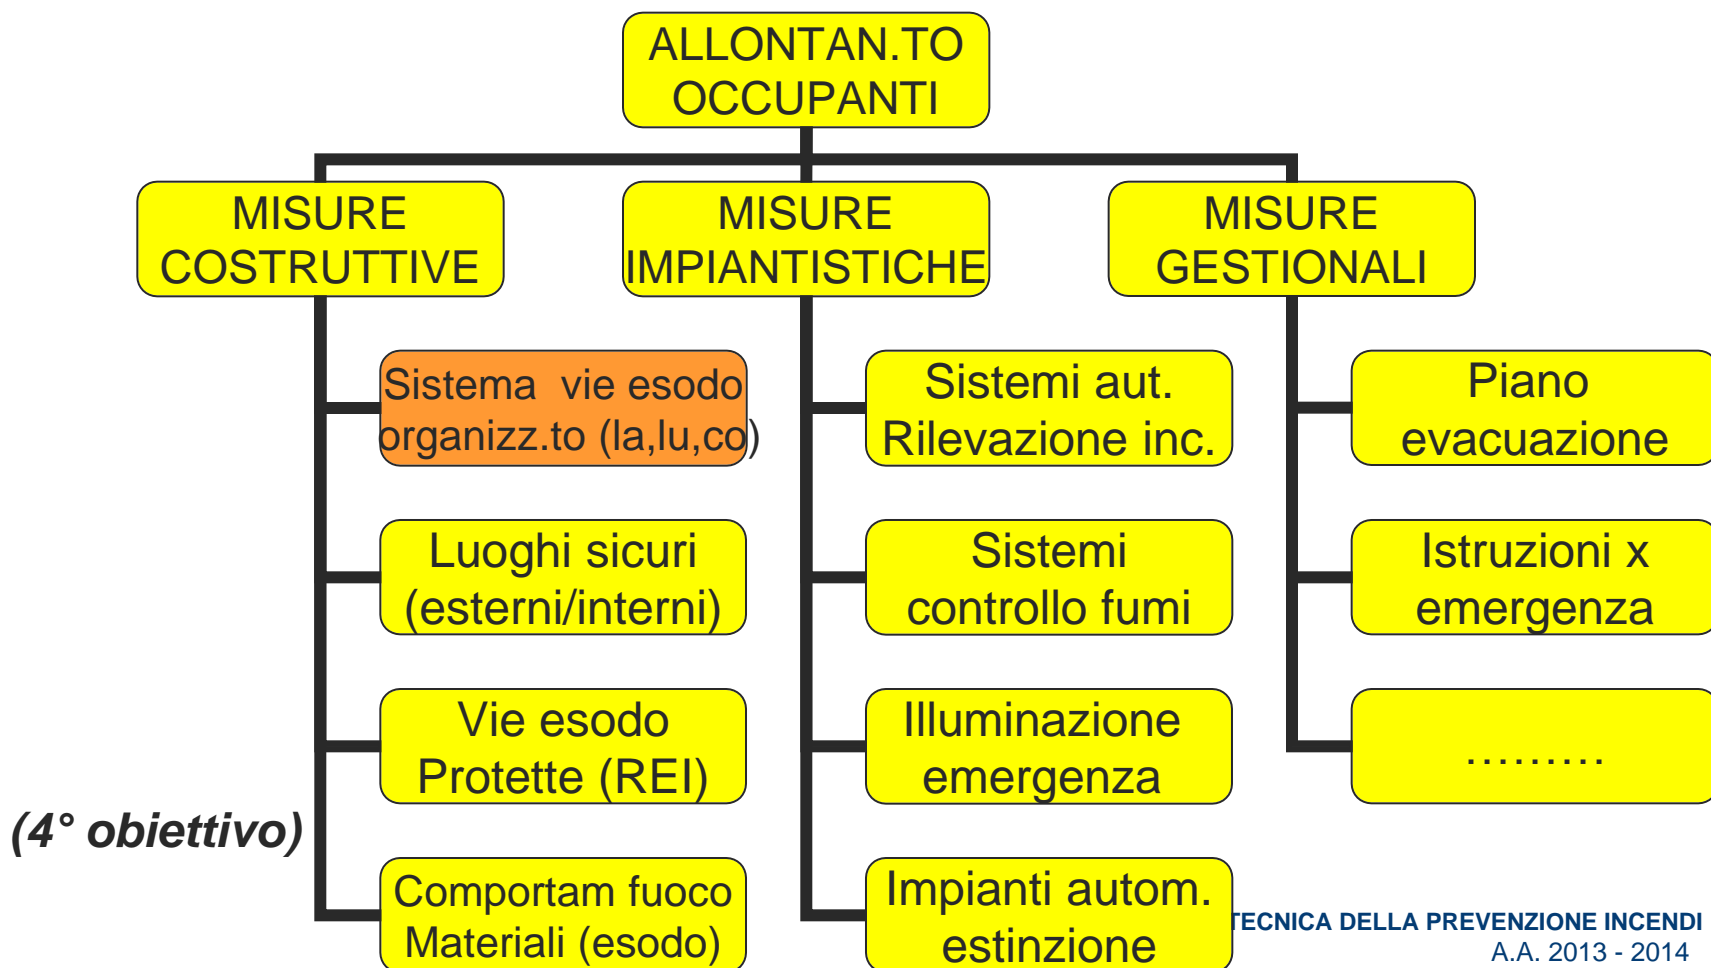 ALLONTAN.TO
OCCUPANTI
MISURE
COSTRUTTIVE
MISURE
IMPIANTISTICHE
MISURE
GESTIONALI
Sistema vie esodo
organizz.to (la,lu,co)
Luoghi sicuri
(esterni/interni)
Vie esodo
Protette (REI)
Comportam fuoco
Materiali (esodo)
Sistemi aut.
Rilevazione inc.
Sistemi
controllo fumi
Illuminazione
emergenza
Impianti autom.
estinzione
Piano
evacuazione
Istruzioni x
emergenza
.........
(4° obiettivo)
TECNICA DELLA PREVENZIONE INCENDI
A.A. 2013 - 2014